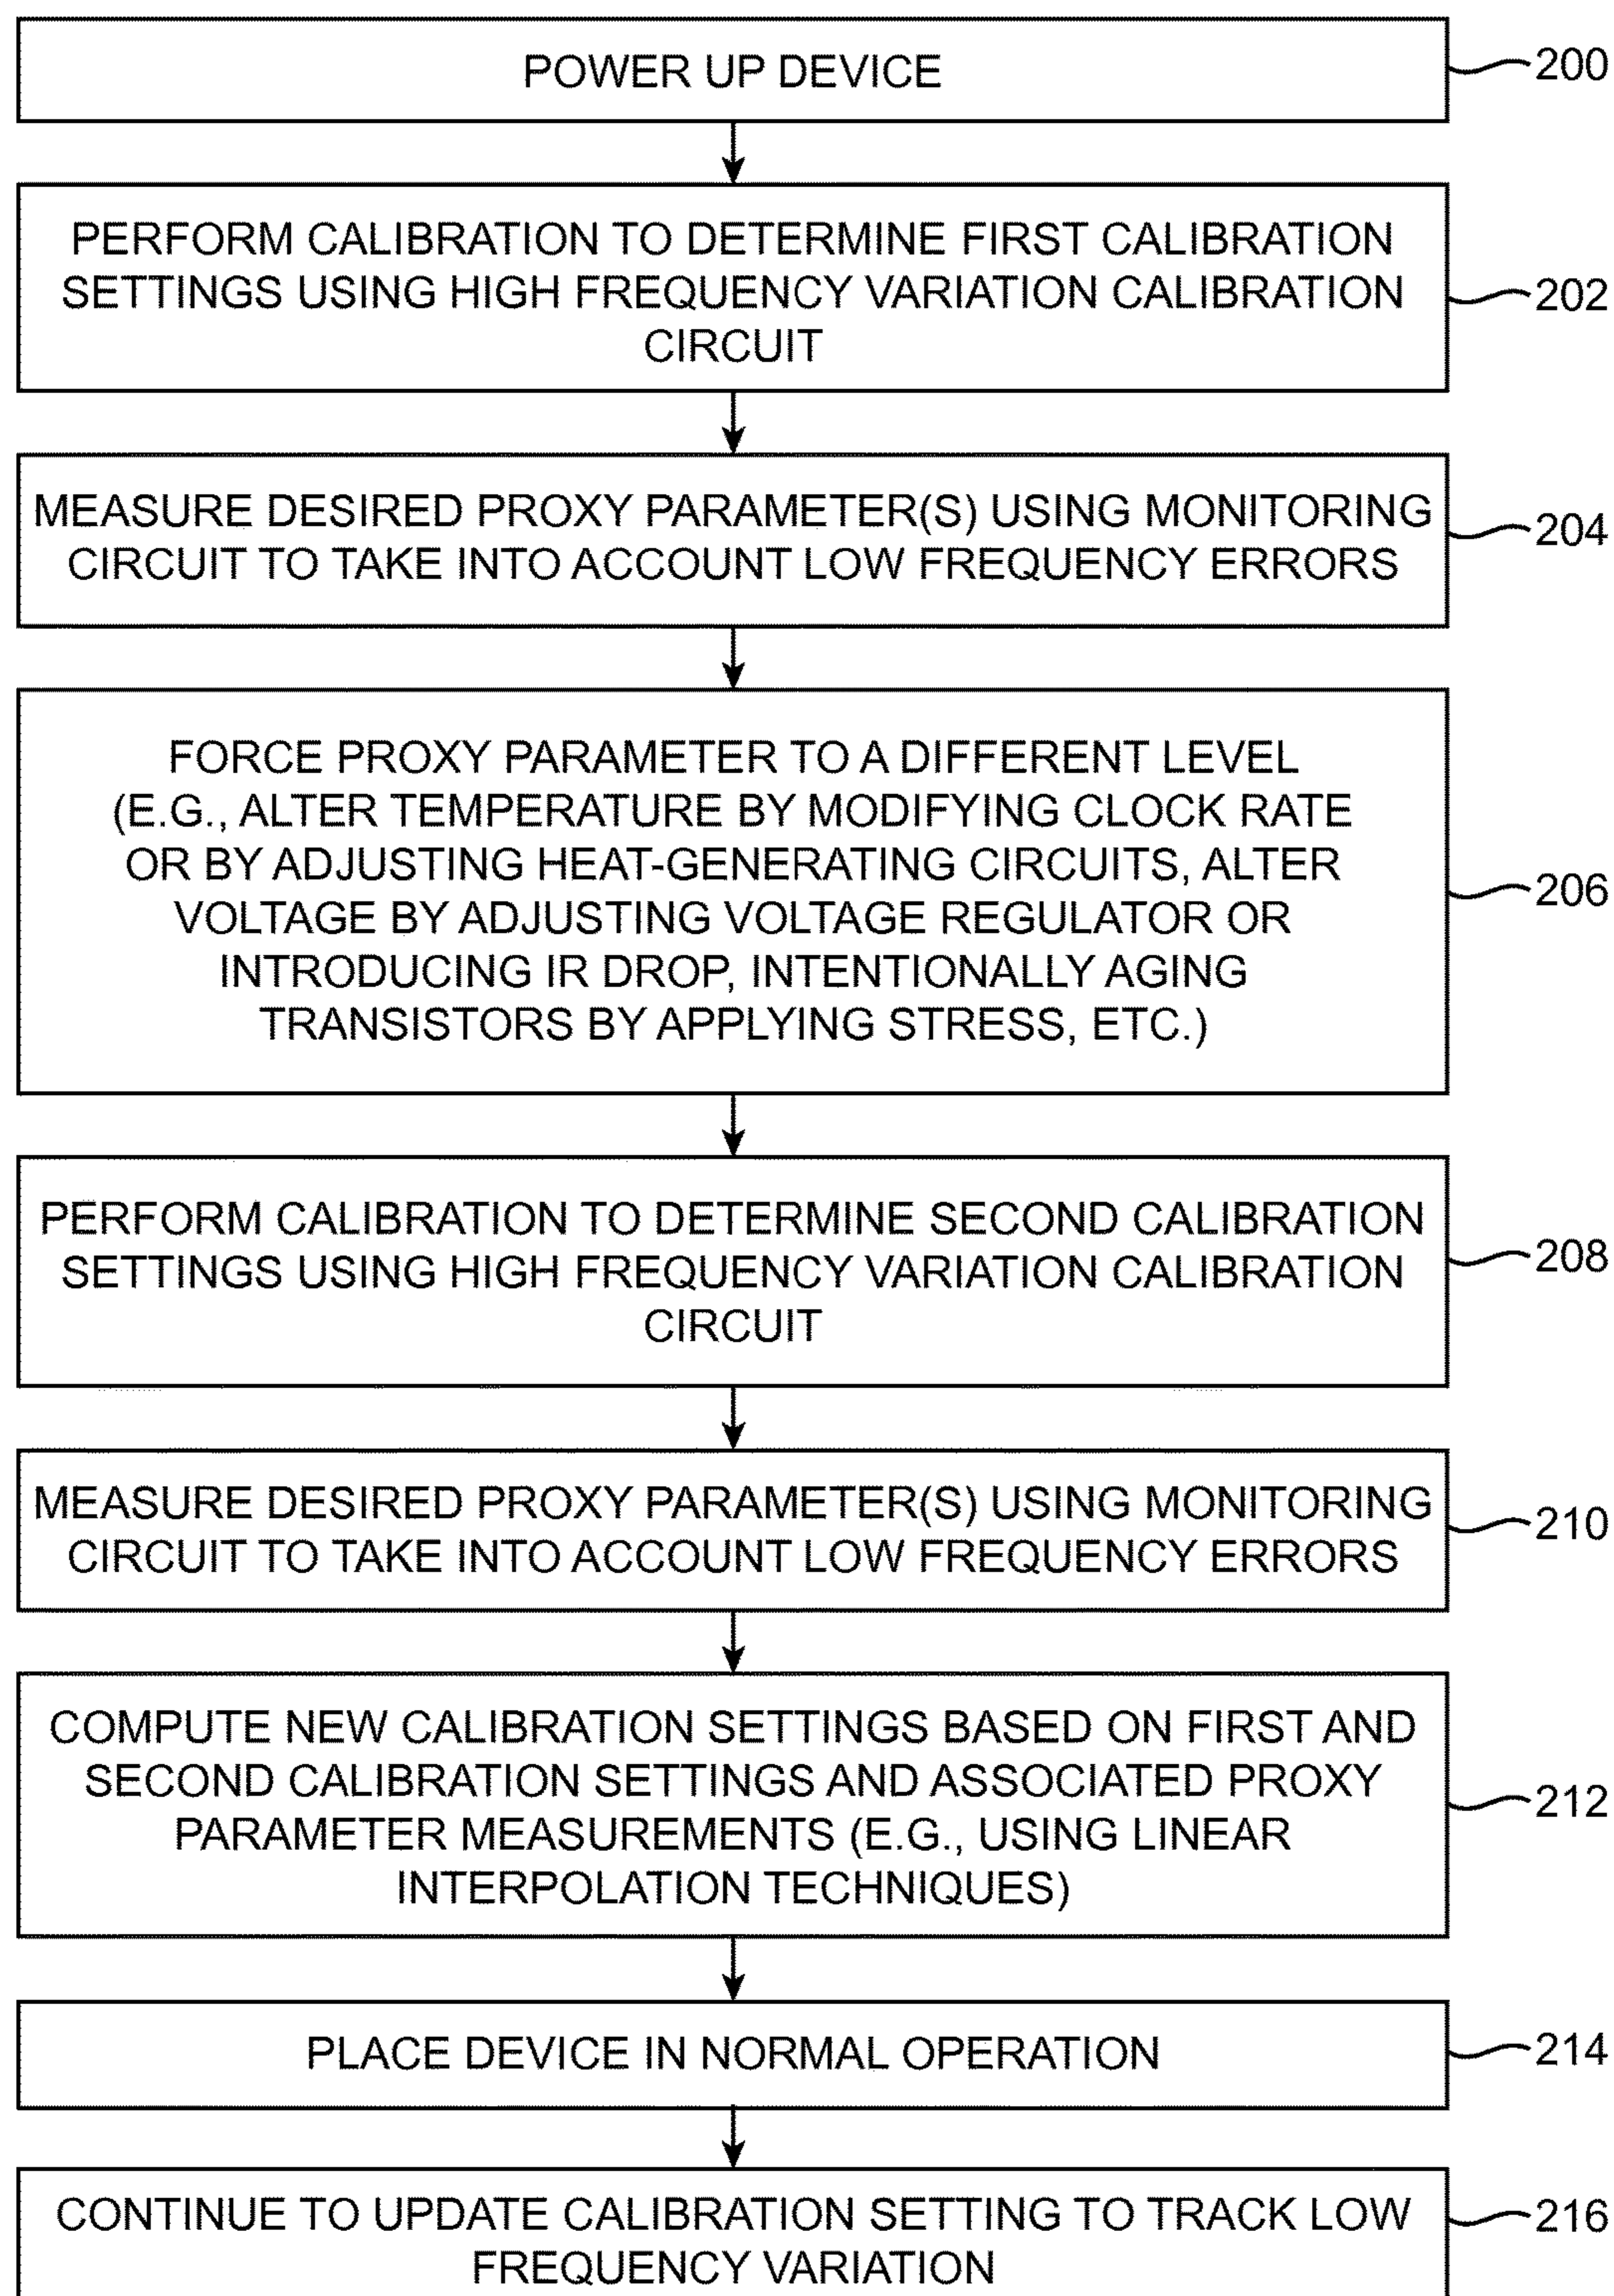 POWER UP DEVICE
200
PERFORM CALIBRATION TO DETERMINE FIRST CALIBRATION
SETTINGS USING HIGH FREQUENCY VARIATION CALIBRATION
CIRCUIT
202
MEASURE DESIRED PROXY PARAMETER(S) USING MONITORING
CIRCUIT TO TAKE INTO ACCOUNT LOW FREQUENCY ERRORS
204
FORCE PROXY PARAMETER TO A DIFFERENT LEVEL
(E.G., ALTER TEMPERATURE BY MODIFYING CLOCK RATE
OR BY ADJUSTING HEAT-GENERATING CIRCUITS, ALTER
VOLTAGE BY ADJUSTING VOLTAGE REGULATOR OR
INTRODUCING IR DROP, INTENTIONALLY AGING
TRANSISTORS BY APPLYING STRESS, ETC.)
206
PERFORM CALIBRATION TO DETERMINE SECOND CALIBRATION
SETTINGS USING HIGH FREQUENCY VARIATION CALIBRATION
CIRCUIT
208
MEASURE DESIRED PROXY PARAMETER(S) USING MONITORING
CIRCUIT TO TAKE INTO ACCOUNT LOW FREQUENCY ERRORS
210
COMPUTE NEW CALIBRATION SETTINGS BASED ON FIRST AND
SECOND CALIBRATION SETTINGS AND ASSOCIATED PROXY
PARAMETER MEASUREMENTS (E.G., USING LINEAR
INTERPOLATION TECHNIQUES)
212
PLACE DEVICE IN NORMAL OPERATION
214
CONTINUE TO UPDATE CALIBRATION SETTING TO TRACK LOW
FREQUENCY VARIATION
216